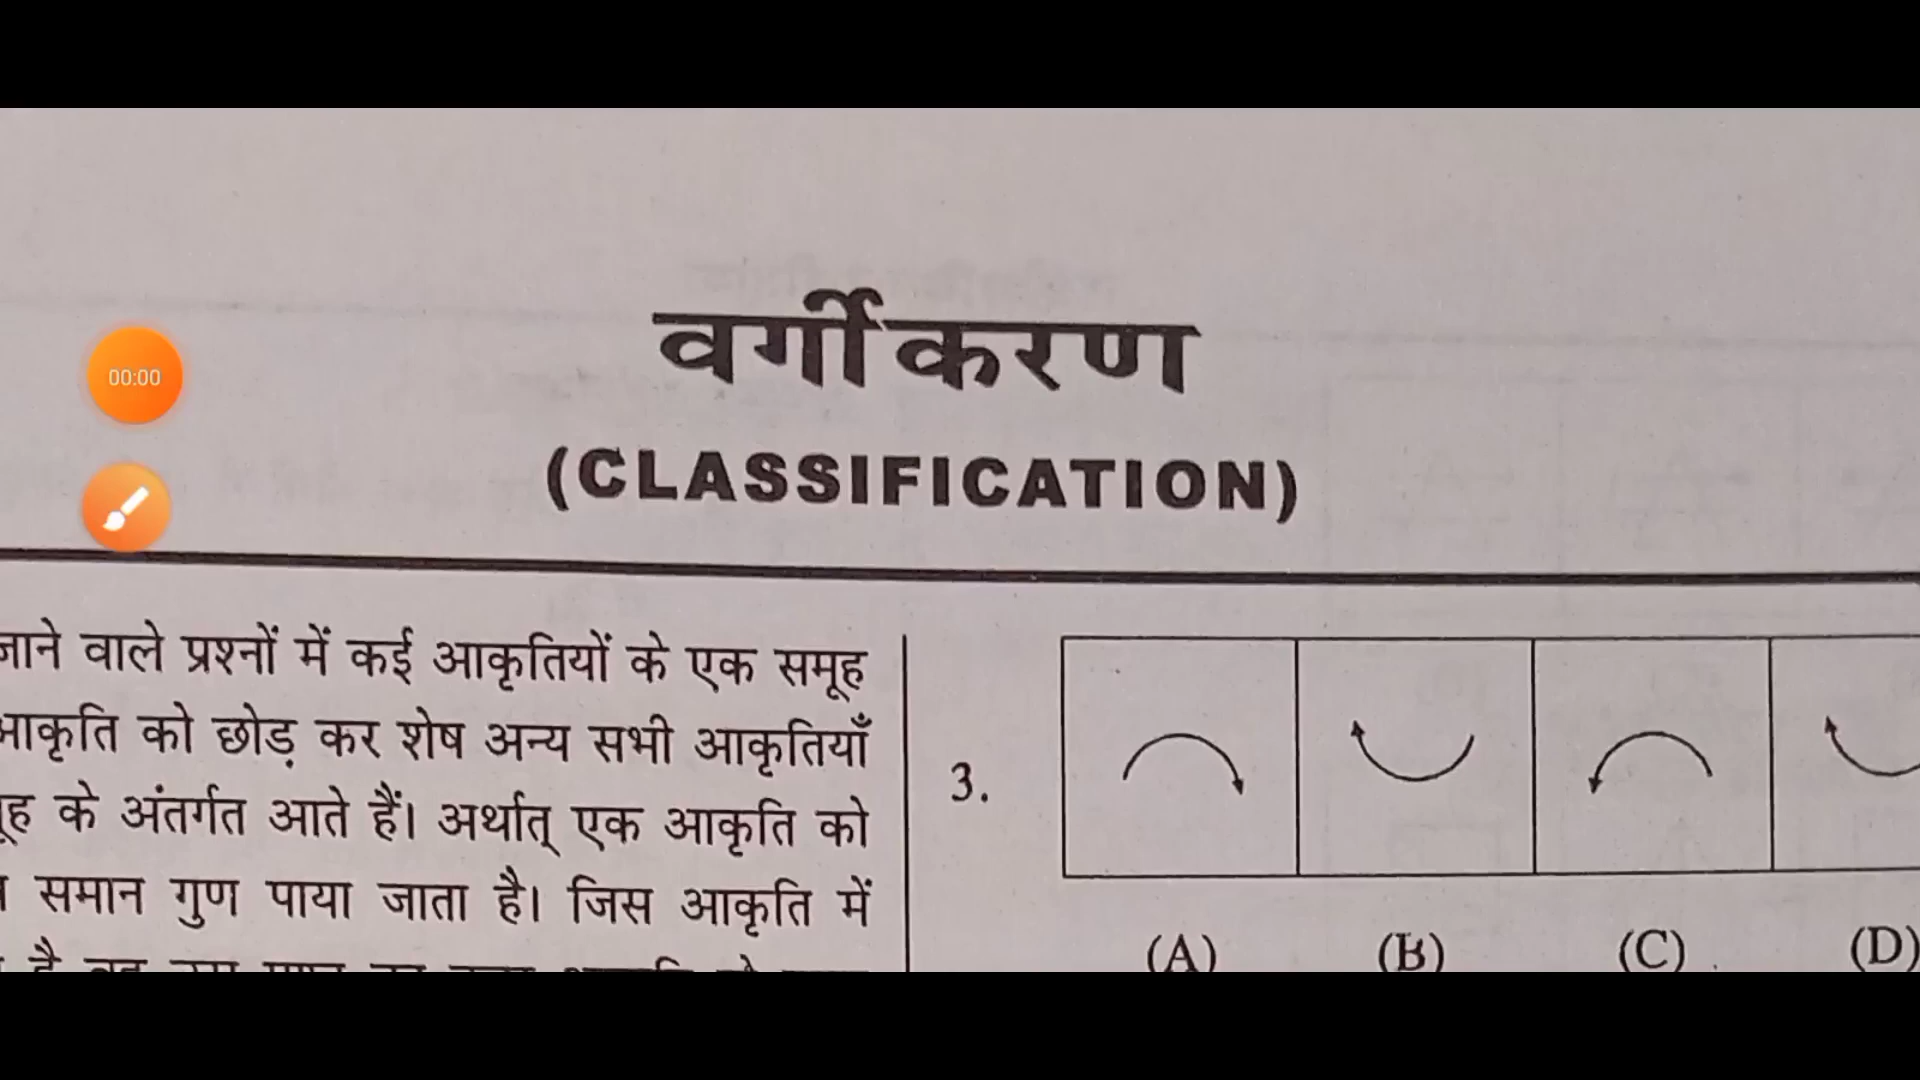 वर्गीकरण
(CLASSIFICATION)
00:00
जाने वाले प्रश्नों में कई आकृतियों के एक समूह
आकृति को छोड़ कर शेष अन्य सभी आकृतियाँ
के अंतर्गत आते हैं। अर्थात् एक आकृति को
समान गुण पाया जाता है। जिस आकृति में
3.
(A) (B) (C) (D)